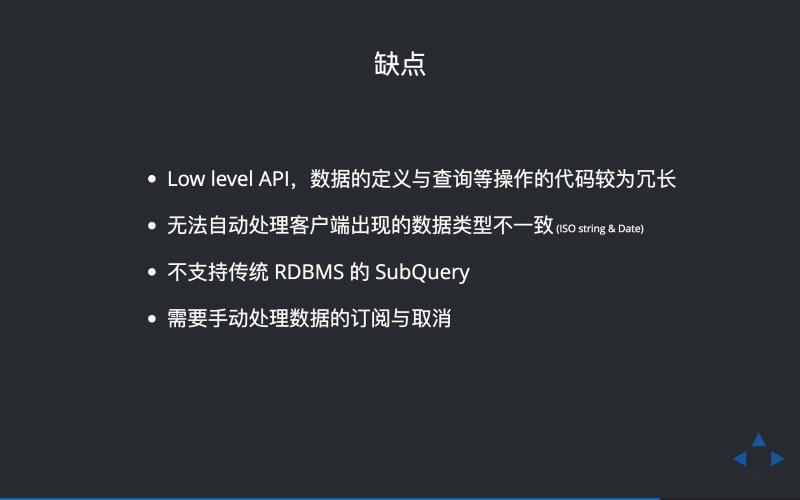 缺点
Low level API，数据的定义与查询等操作的代码较为冗长
无法自动处理客户端出现的数据类型不一致 (ISO string & Date)
不支持传统 RDBMS 的 SubQuery
需要手动处理数据的订阅与取消